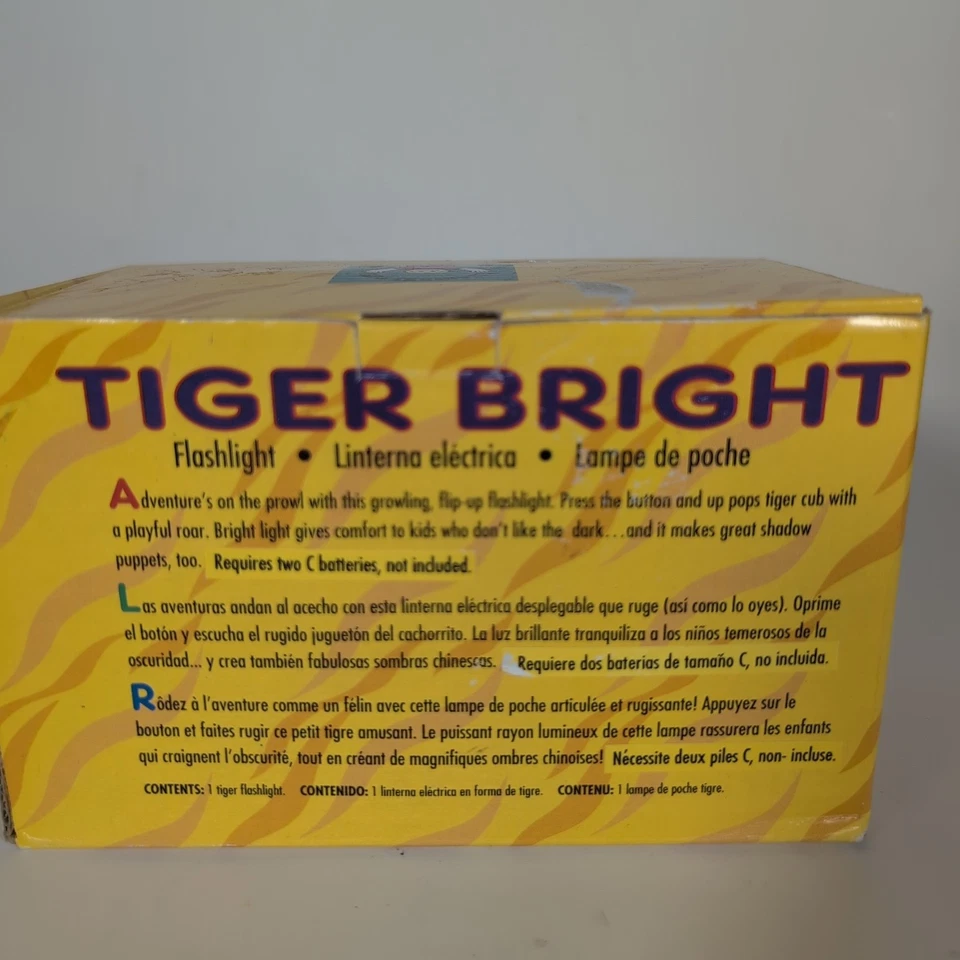 TIGER BRIGHT
Flashlight • Linterna eléctrica • Lampe de poche
Adventure's on the prowl with this growling, flip-up flashlight. Press the button and up pops tiger cub with
a playful roar. Bright light gives comfort to kids who don't like the dark...and it makes great shadow
puppets, too. Requires two C batteries, not included.
Las aventuras andan al acecho con esta linterna eléctrica desplegable que ruge (así como lo oyes). Oprime
el botón y escucha el rugido juguetón del cachorrito. La luz brillante tranquiliza a los niños temerosos de la
oscuridad... y crea también fabulosas sombras chinescas. Requiere dos baterías de tamaño C, no incluida.
Rôdez à l'aventure comme un félin avec cette lampe de poche articulée et rugissante! Appuyez sur le
bouton et faites rugir ce petit tigre amusant. Le puissant rayon lumineux de cette lampe rassurera les enfants
qui craignent l'obscurité, tout en créant de magnifiques ombres chinoises! Nécessite deux piles C, non- incluse.
CONTENTS: 1 tiger flashlight. CONTENIDO: 1 linterna eléctrica en forma de tigre. CONTENU: 1 lampe de poche tigre.